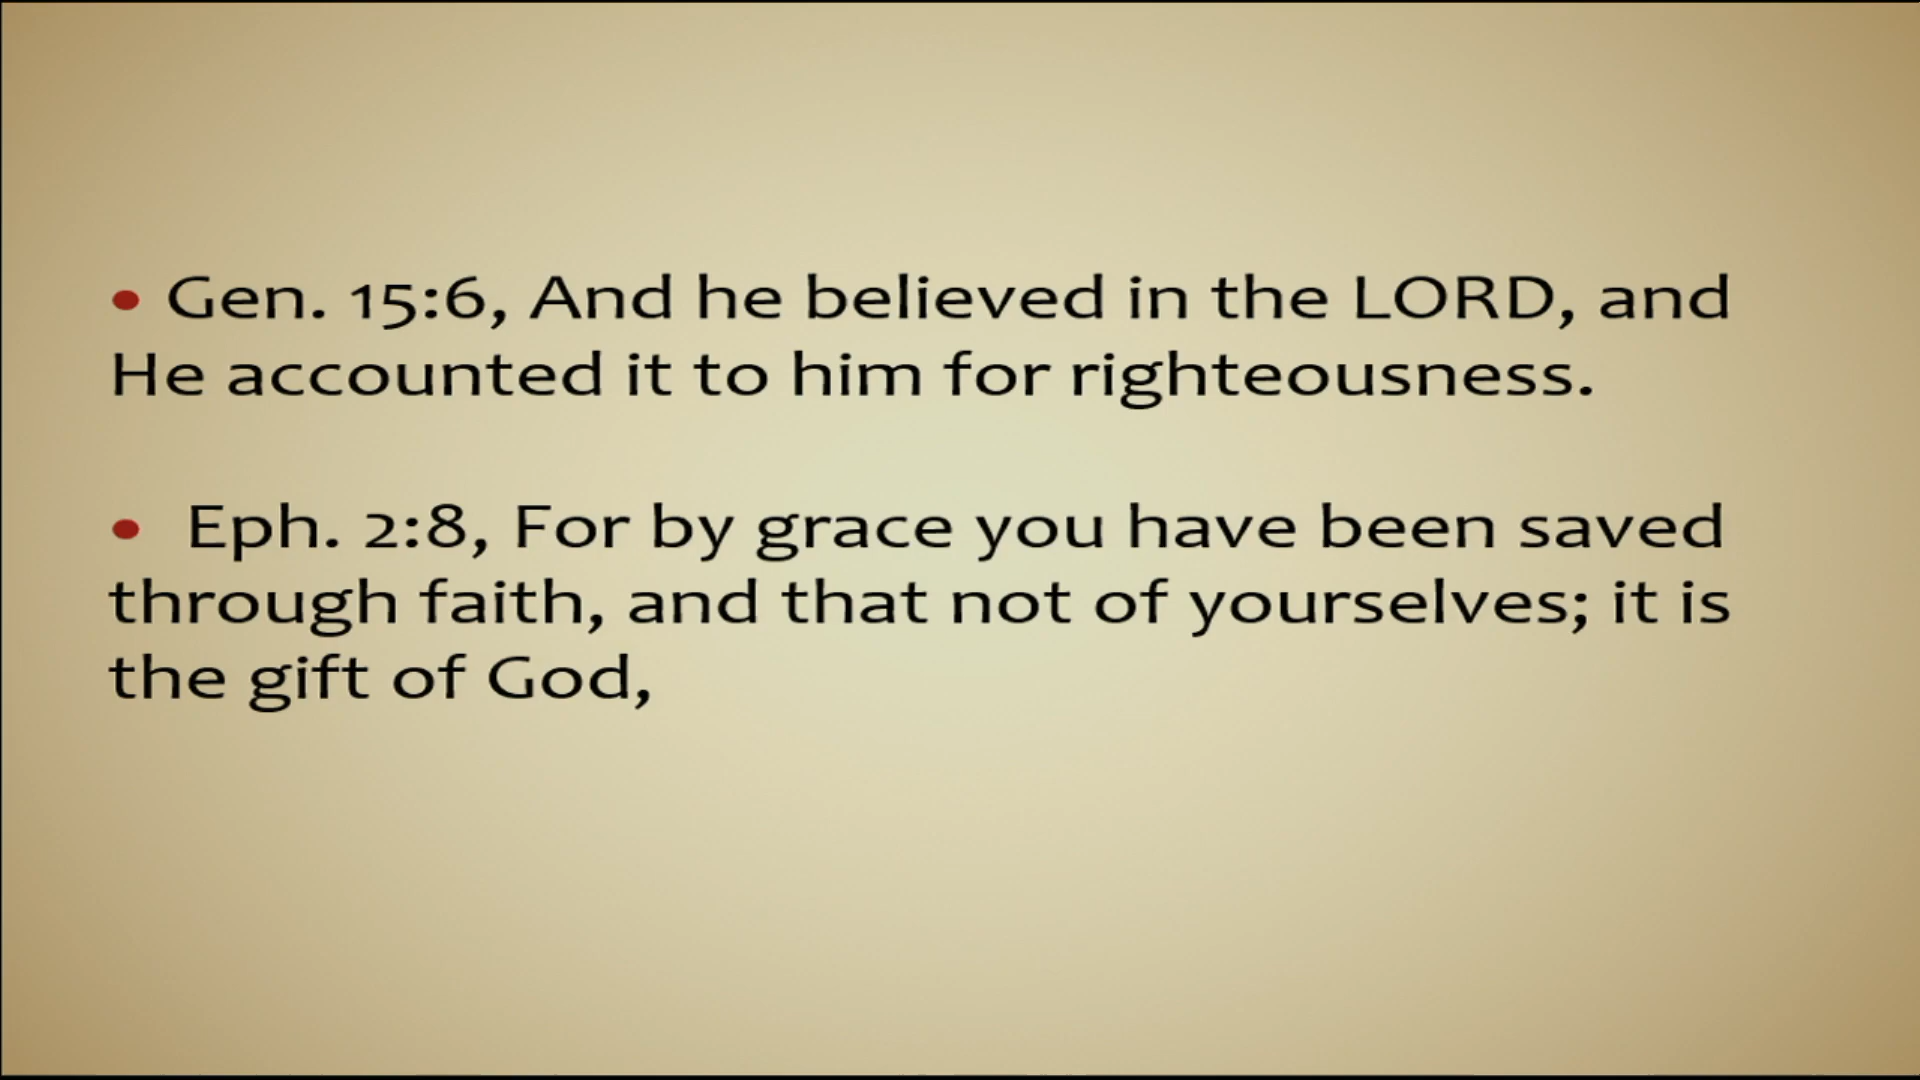 • Gen. 15:6, And he believed in the LORD, and
He accounted it to him for righteousness.
• Eph. 2:8, For by grace you have been saved
through faith, and that not of yourselves; it is
the gift of God,